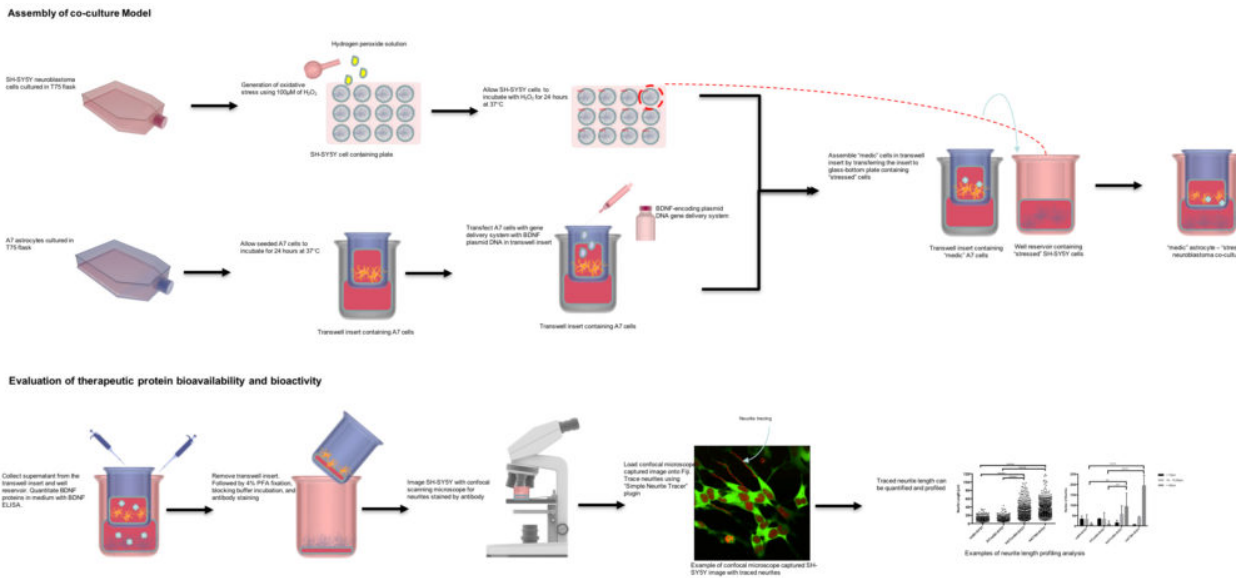 Assembly of co-culture Model
Hydrogen peroxide solution
SH-SY5Y neuroblastoma
cells cultured in T75 flask
Generation of oxidative
stress using 100µM of H₂O₂
Allow SH-SY5Y cells to
incubate with H₂O₂ for 24 hours
at 37°C
SH-SY5Y cell containing plate
Assemble "medic" cells in transwell
insert by transferring the insert to
glass-bottom plate containing
"stressed" cells
Transwell insert containing
"medic" A7 cells
Well reservoir containing
"stressed" SH-SY5Y cells
"medic" astrocyte – "stres
neuroblastoma co-cultu
A7 astrocytes cultured in
T75 flask
Allow seeded A7 cells to
incubate for 24 hours at 37°C
Transfect A7 cells with gene
delivery system with BDNF
plasmid DNA in transwell insert
BDNF-encoding plasmid
DNA gene delivery system
Transwell insert containing A7 cells
Transwell insert containing A7 cells
Evaluation of therapeutic protein bioavailability and bioactivity
Neurite tracing
Collect supernatant from the
transwell insert and well
reservoir. Quantitate BDNF
proteins in medium with BDNF
ELISA.
Remove transwell insert.
Followed by 4% PFA fixation,
blocking buffer incubation, and
antibody staining
Image SH-SY5Y with confocal
scanning microscope for
neurites stained by antibody
Load confocal microscope
captured image onto Fiji.
Trace neurites using
"Simple Neurite Tracer"
plugin
Example of confocal microscope captured SH-
SY5Y image with traced neurites
Traced neurite length can
be quantified and profiled
Examples of neurite length profiling analysis